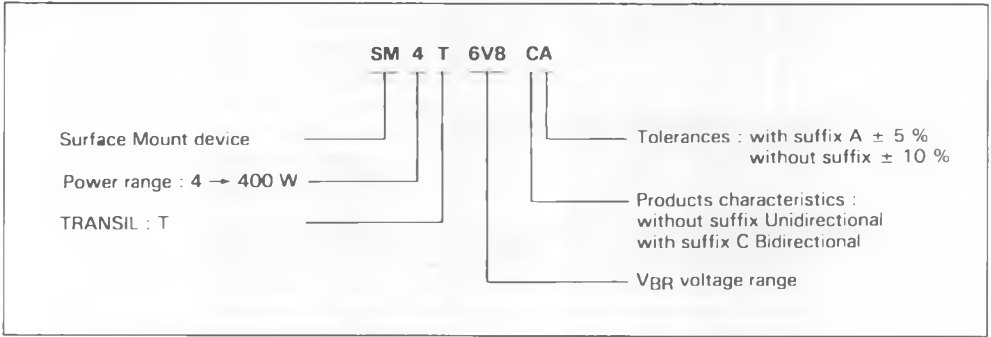 SM 4 T 6V8 CA
Surface Mount device
Power range : 4 → 400 W
TRANSIL : T
Tolerances : with suffix A ± 5 %
without suffix ± 10 %
Products characteristics :
without suffix Unidirectional
with suffix C Bidirectional
VBR voltage range